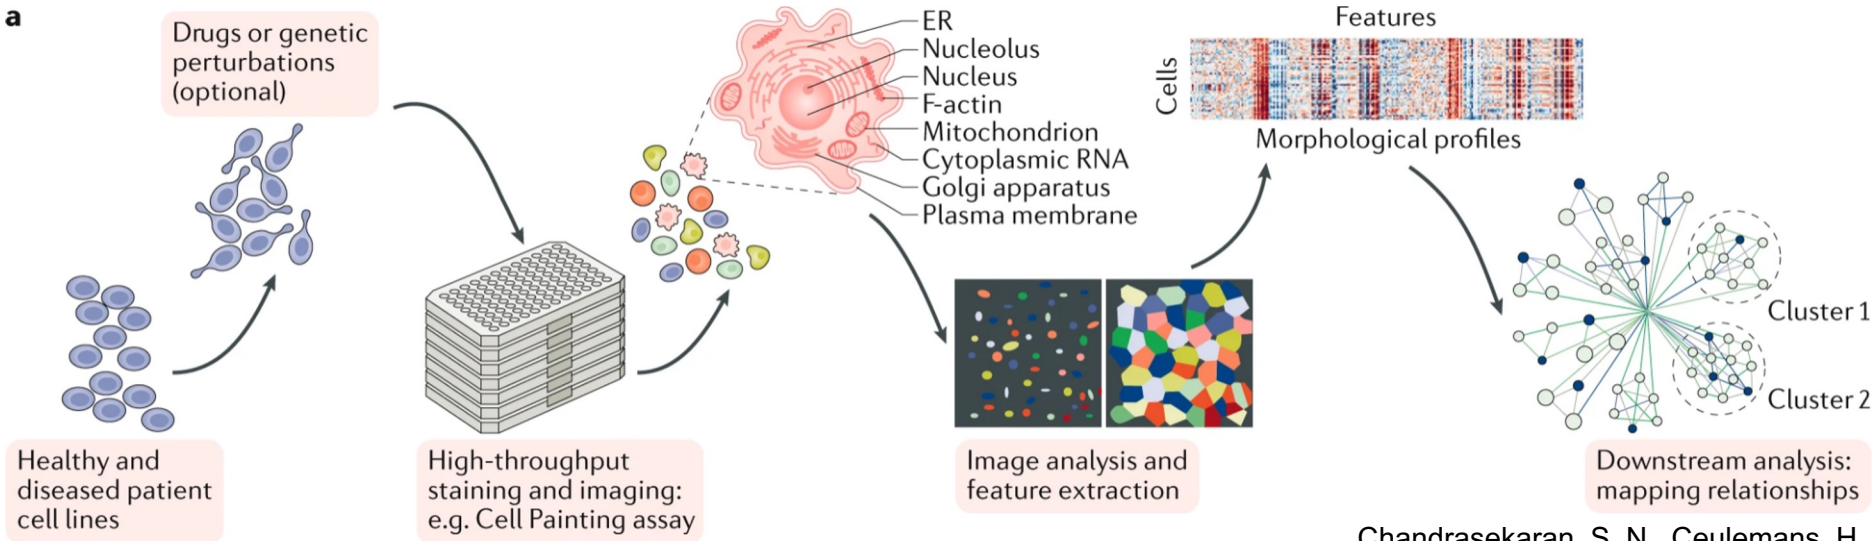 a
Drugs or genetic
perturbations
(optional)
ER
Nucleolus
Nucleus
F-actin
Mitochondrion
Cytoplasmic RNA
Golgi apparatus
Plasma membrane
Features
Cells
Morphological profiles
Cluster 1
Cluster 2
Healthy and
diseased patient
cell lines
High-throughput
staining and imaging:
e.g. Cell Painting assay
Image analysis and
feature extraction
Downstream analysis:
mapping relationships
Chandrasekaran, S. N., Ceulemans, H.